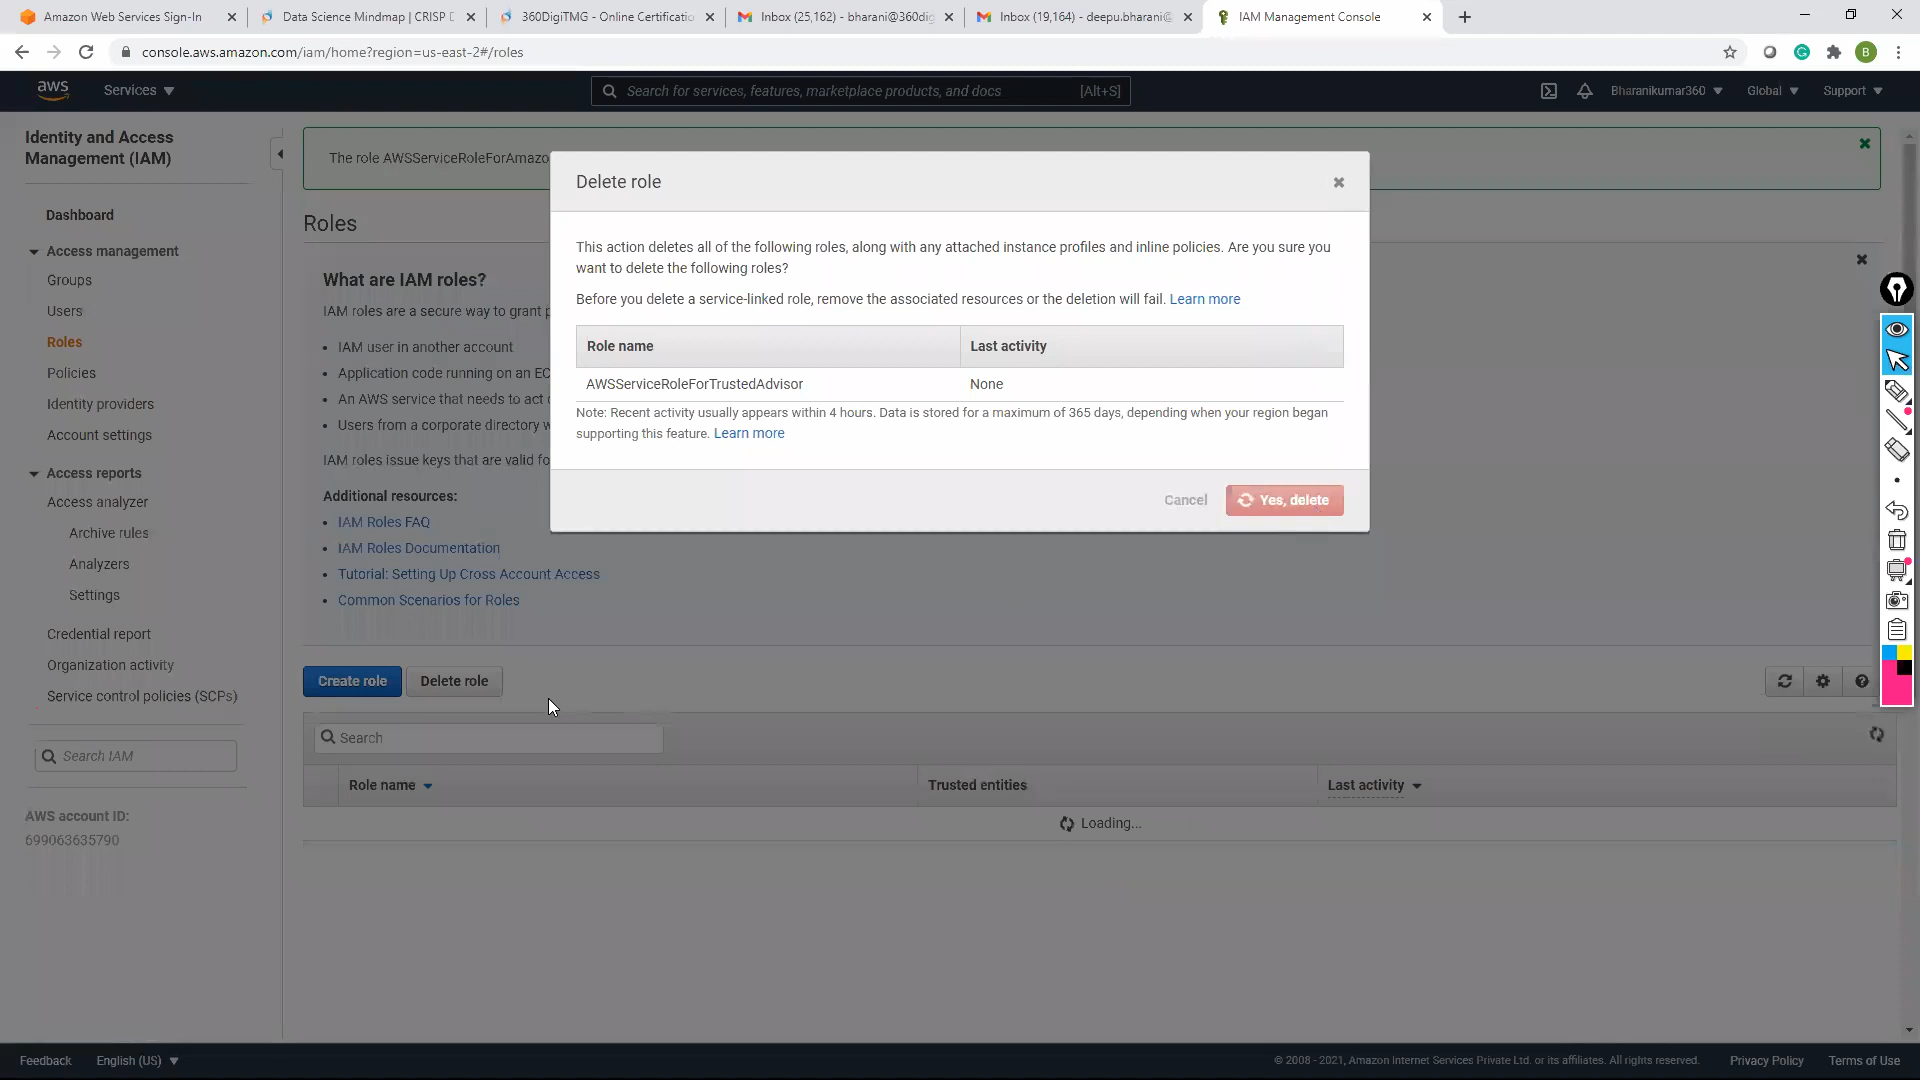 Amazon Web Services Sign-In
Data Science Mindmap | CRISP
360DigiTMG - Online Certificatio
Inbox (25,162) - bharani@360dig
Inbox (19,164) - deepu.bharani@
IAM Management Console
console.aws.amazon.com/iam/home?region=us-east-2#/roles
B
aws
Services
Search for services, features, marketplace products, and docs
[Alt+S]
Bharanikumar360
Global
Support
Identity and Access
Management (IAM)
Dashboard
Access management
Groups
Users
Roles
Policies
Identity providers
Account settings
Access reports
Access analyzer
Archive rules
Analyzers
Settings
Credential report
Organization activity
Service control policies (SCPs)
Search IAM
AWS account ID:
699063635790
The role AWSServiceRoleForAmazo
Roles
What are IAM roles?
IAM roles are a secure way to grant p
IAM user in another account
Application code running on an EC
An AWS service that needs to act
Users from a corporate directory w
IAM roles issue keys that are valid fo
Additional resources:
IAM Roles FAQ
IAM Roles Documentation
Tutorial: Setting Up Cross Account Access
Common Scenarios for Roles
Delete role
This action deletes all of the following roles, along with any attached instance profiles and inline policies. Are you sure you
want to delete the following roles?
Before you delete a service-linked role, remove the associated resources or the deletion will fail. Learn more
Role name
Last activity
AWSServiceRoleForTrustedAdvisor
None
Note: Recent activity usually appears within 4 hours. Data is stored for a maximum of 365 days, depending when your region began
supporting this feature. Learn more
Cancel
Yes, delete
Create role
Delete role
Search
Role name
Trusted entities
Last activity
Loading...
Feedback
English (US)
© 2008 - 2021, Amazon Internet Services Private Ltd. or its affiliates. All rights reserved.
Privacy Policy
Terms of Use